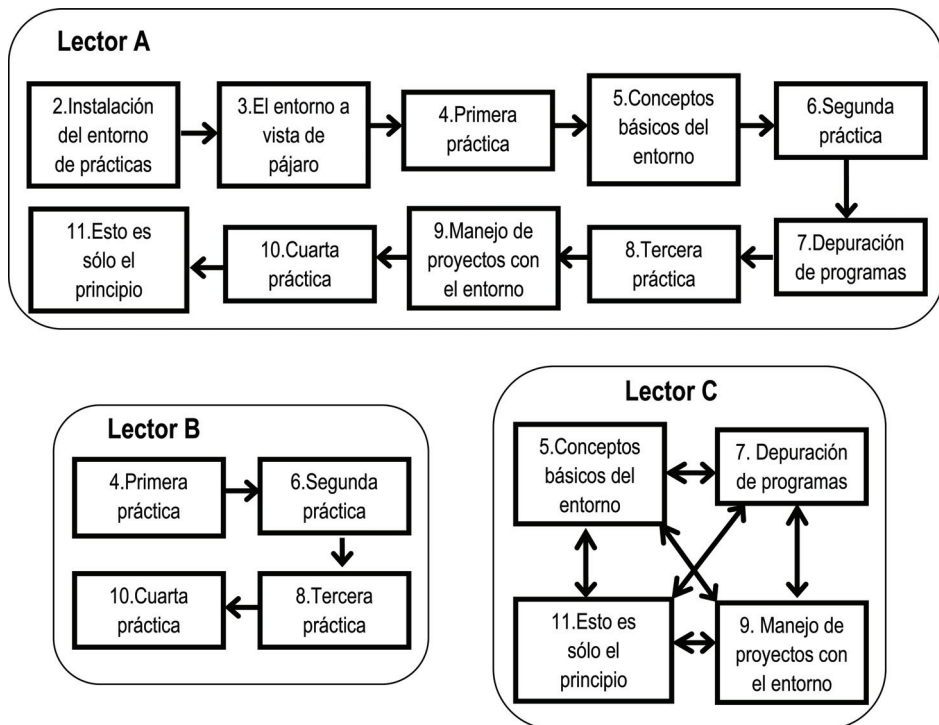 Lector A
2.Instalación
del entorno
de prácticas
3.El entorno a
vista de
pájaro
4.Primera
práctica
5.Conceptos
básicos del
entorno
6.Segunda
práctica
7.Depuración
de programas
8.Tercera
práctica
9.Manejo de
proyectos con
el entorno
10.Cuarta
práctica
11.Esto es
sólo el
principio
Lector B
4.Primera
práctica
6.Segunda
práctica
8.Tercera
práctica
10.Cuarta
práctica
Lector C
5.Conceptos
básicos del
entorno
7. Depuración
de programas
11.Esto es
sólo el
principio
9. Manejo de
proyectos con
el entorno